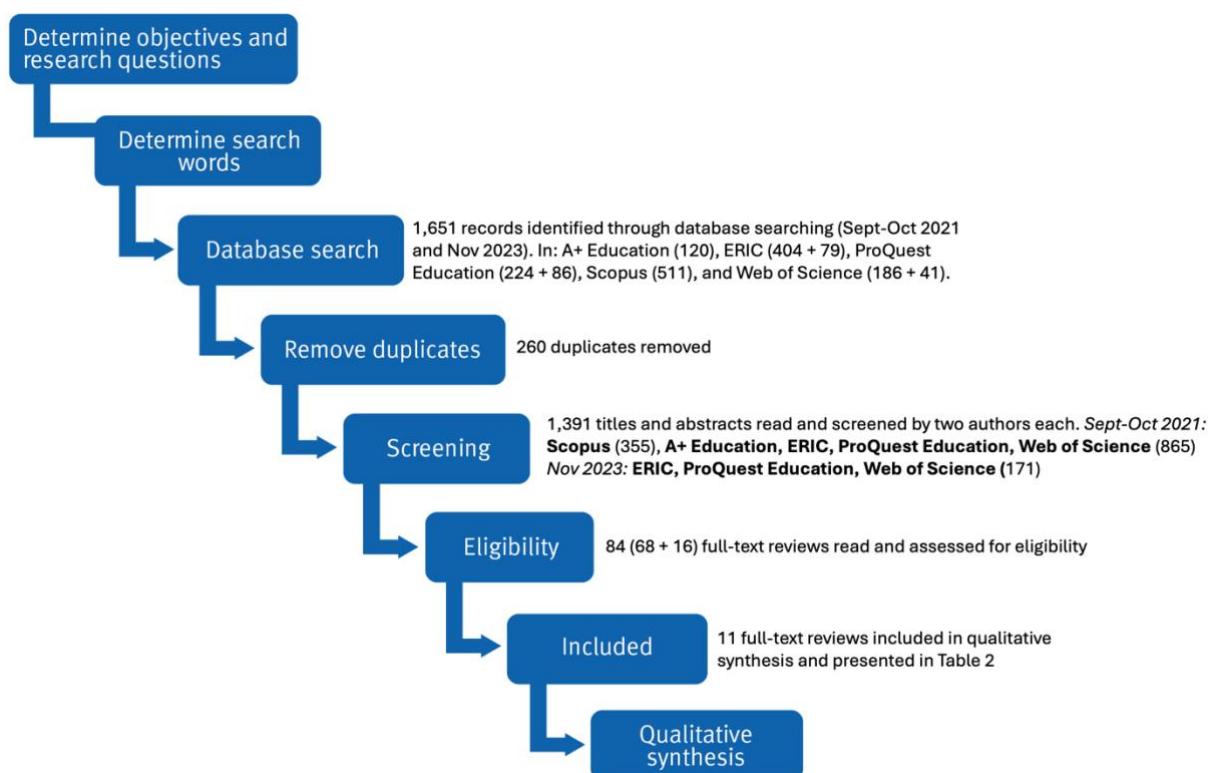 Determine objectives and
research questions
Determine search
words
Database search
1,651 records identified through database searching (Sept-Oct 2021
and Nov 2023). In: A+ Education (120), ERIC (404 + 79), ProQuest
Education (224 + 86), Scopus (511), and Web of Science (186 + 41).
Remove duplicates
260 duplicates removed
Screening
1,391 titles and abstracts read and screened by two authors each. Sept-Oct 2021:
Scopus (355), A+ Education, ERIC, ProQuest Education, Web of Science (865)
Nov 2023: ERIC, ProQuest Education, Web of Science (171)
Eligibility
84 (68 + 16) full-text reviews read and assessed for eligibility
Included
11 full-text reviews included in qualitative
synthesis and presented in Table 2
Qualitative
synthesis